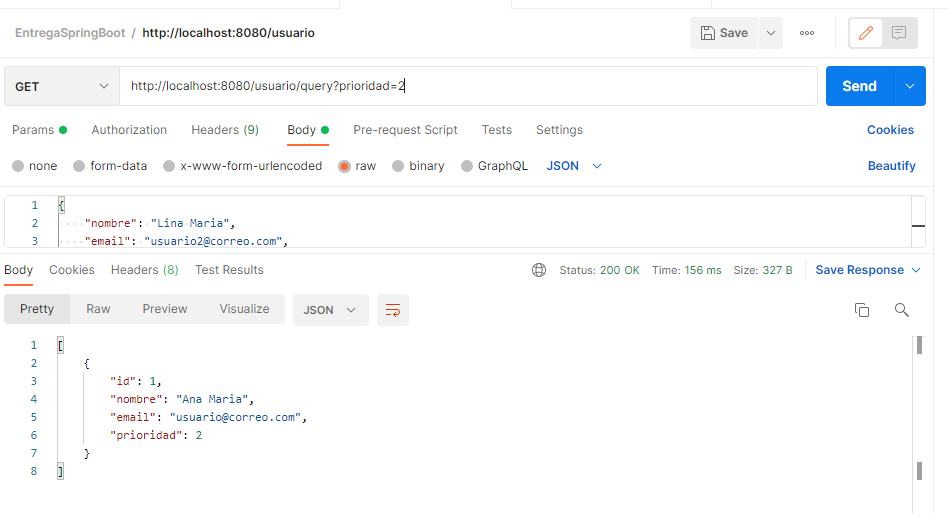 EntregaSpringBoot / http://localhost:8080/usuario Save
GET http://localhost:8080/usuario/query?prioridad=2 Send
Params Authorization Headers (9) Body Pre-request Script Tests Settings Cookies
none form-data x-www-form-urlencoded raw binary GraphQL JSON Beautify
1 {
2 "nombre": "Lina Maria",
3 "email": "usuario2@correo.com",
Body Cookies Headers (8) Test Results Status: 200 OK Time: 156 ms Size: 327 B Save Response
Pretty Raw Preview Visualize JSON
1 [
2 {
3 "id": 1,
4 "nombre": "Ana Maria",
5 "email": "usuario@correo.com",
6 "prioridad": 2
7 }
8 ]